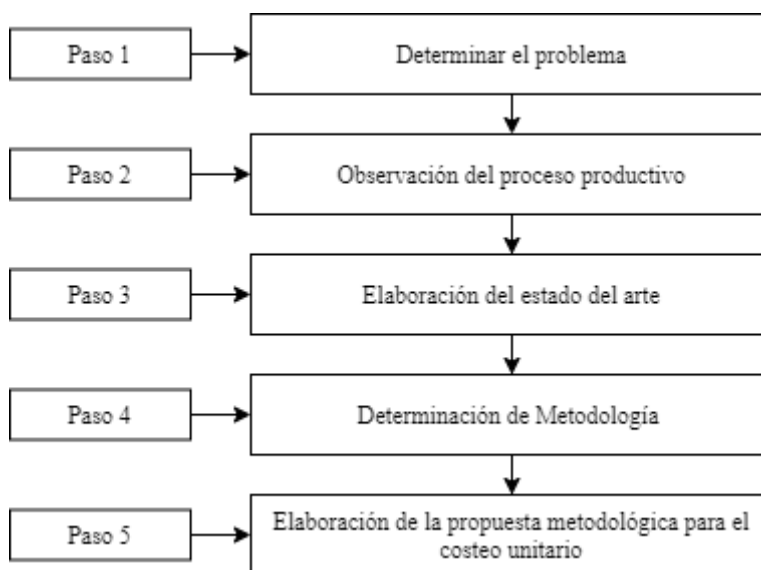 Paso 1
Determinar el problema
Paso 2
Observación del proceso productivo
Paso 3
Elaboración del estado del arte
Paso 4
Determinación de Metodología
Paso 5
Elaboración de la propuesta metodológica para el
costeo unitario